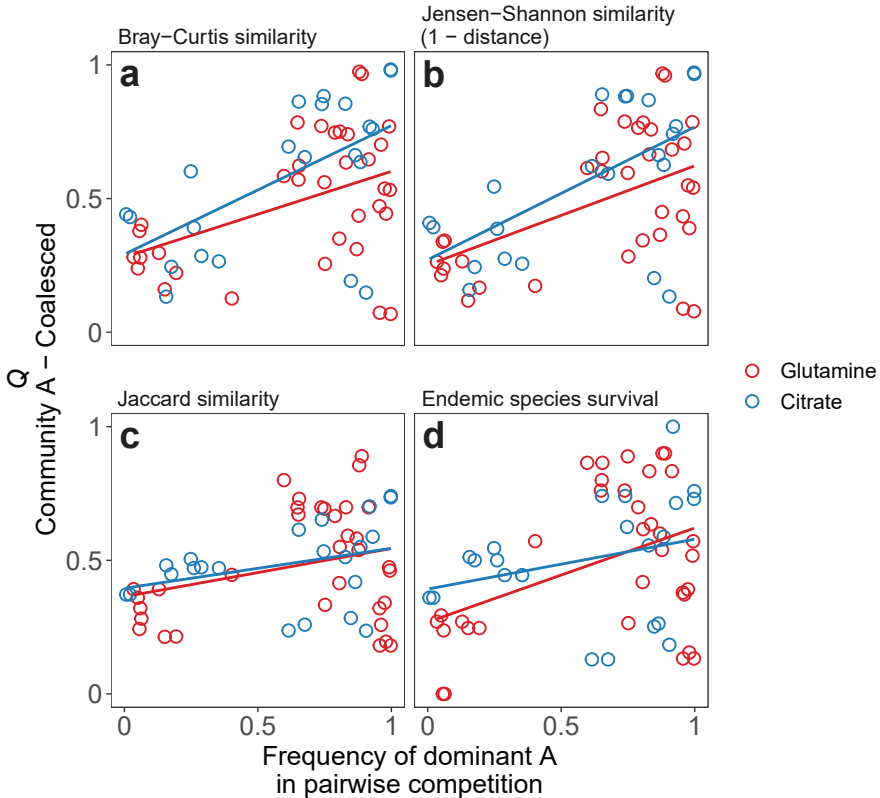 Bray−Curtis similarity
Jensen−Shannon similarity
(1 − distance)
a
b
1
0.5
0
Q
Community A − Coalesced
Glutamine
Citrate
Jaccard similarity
Endemic species survival
c
d
1
0.5
0
0
0.5
1
0
0.5
1
Frequency of dominant A
in pairwise competition